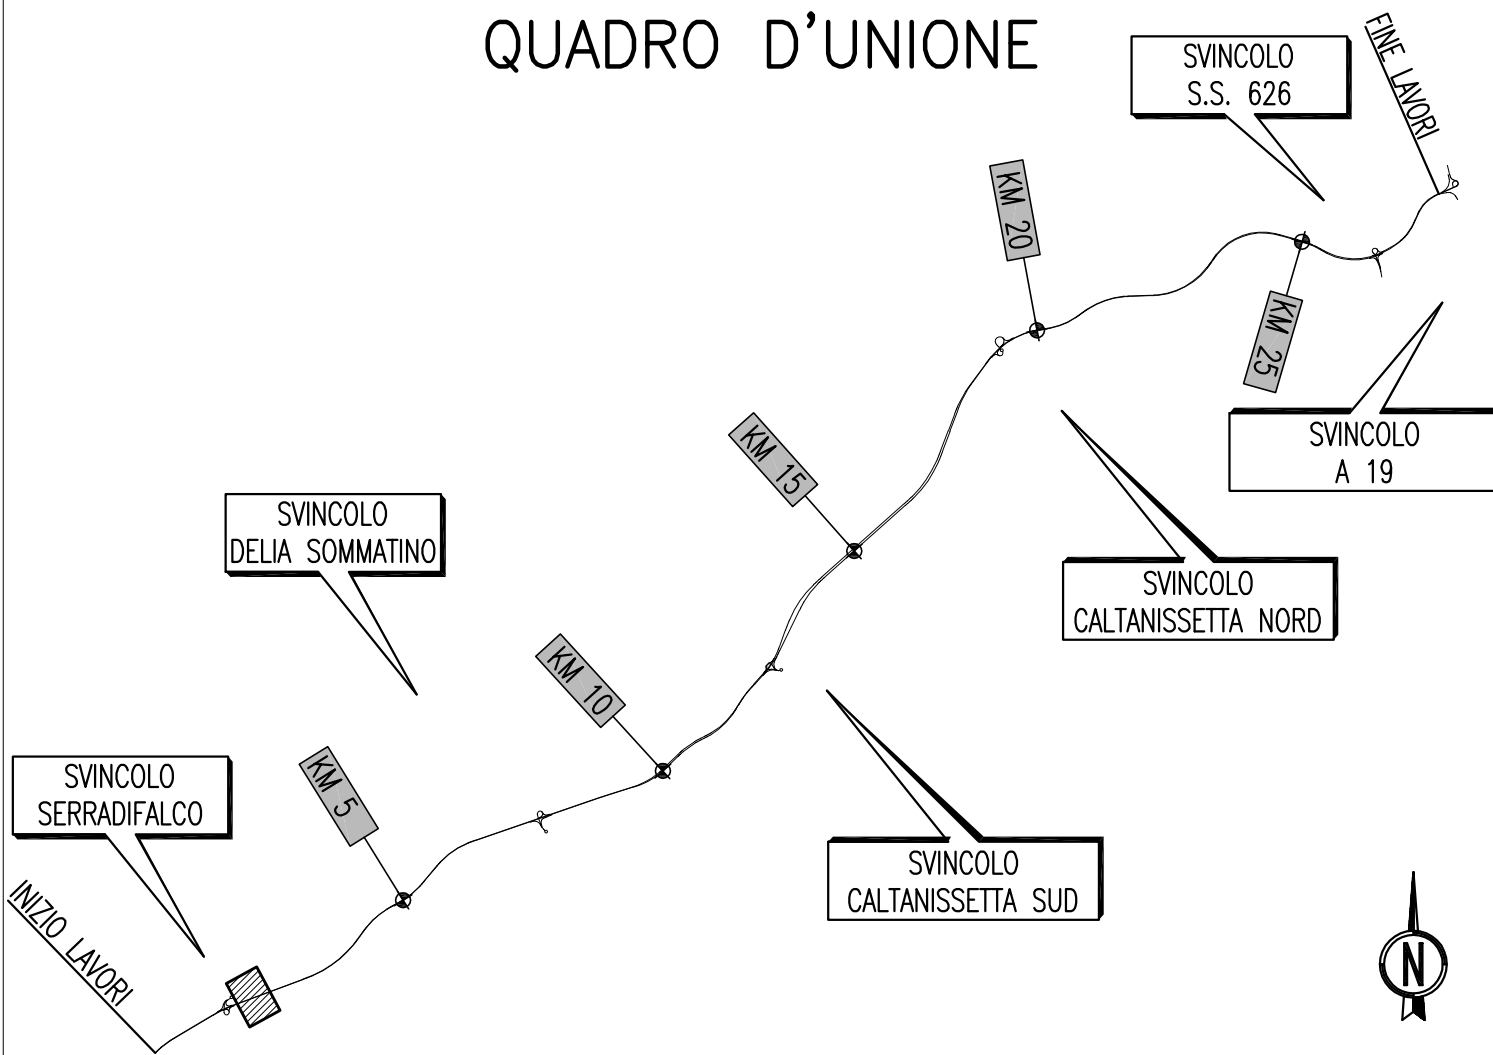 QUADRO D'UNIONE
SVINCOLO
S.S. 626
FINE LAVORI
KM 20
KM 25
SVINCOLO
A 19
KM 15
SVINCOLO
DELIA SOMMATINO
SVINCOLO
CALTANISSETTA NORD
KM 10
KM 5
SVINCOLO
SERRADIFALCO
SVINCOLO
CALTANISSETTA SUD
INIZIO LAVORI
N